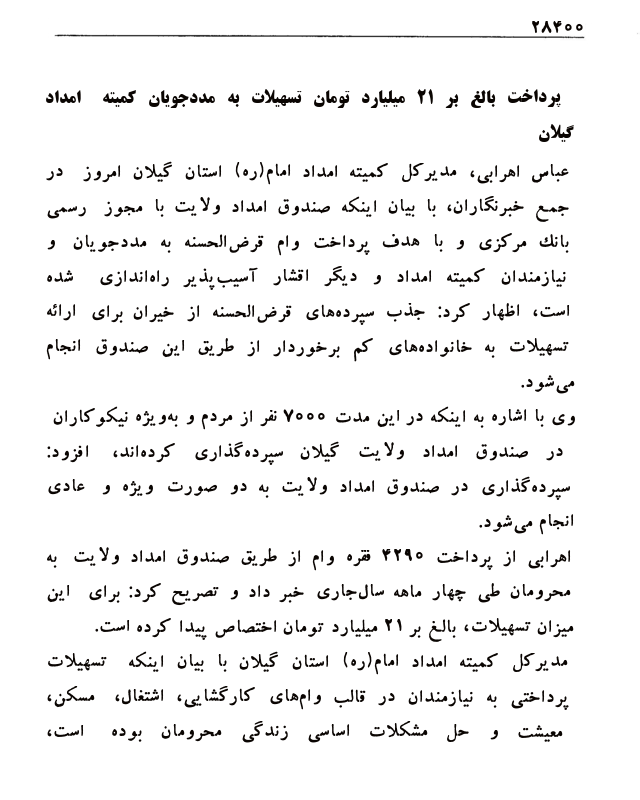 ۲۸۴۰۰
پرداخت بالغ بر ۲۱ میلیارد تومان تسهیلات به مددجویان کمیته امداد
گیلان
عباس اهرابی، مدیرکل کمیته امداد امام(ره) استان گیلان امروز در
جمع خبرنگاران، با بیان اینکه صندوق امداد ولایت با مجوز رسمی
بانك مرکزی و با هدف پرداخت وام قرض‌الحسنه به مددجویان و
نیازمندان کمیته امداد و دیگر اقشار آسیب‌پذیر راه‌اندازی شده
است، اظهار کرد: جذب سپرده‌های قرض‌الحسنه از خیران برای ارائه
تسهیلات به خانواده‌های کم برخوردار از طریق این صندوق انجام
می‌شود.
وی با اشاره به اینکه در این مدت ۷۰۰۰ نفر از مردم و به‌ویژه نیکوکاران
در صندوق امداد ولایت گیلان سپرده‌گذاری کرده‌اند، افزود:
سپرده‌گذاری در صندوق امداد ولایت به دو صورت ویژه و عادی
انجام می‌شود.
اهرابی از پرداخت ۴۲۹۰ فقره وام از طریق صندوق امداد ولایت به
محرومان طی چهار ماهه سال‌جاری خبر داد و تصریح کرد: برای این
میزان تسهیلات، بالغ بر ۲۱ میلیارد تومان اختصاص پیدا کرده است.
مدیرکل کمیته امداد امام(ره) استان گیلان با بیان اینکه تسهیلات
پرداختی به نیازمندان در قالب وام‌های کارگشایی، اشتغال، مسکن،
معیشت و حل مشکلات اساسی زندگی محرومان بوده است،